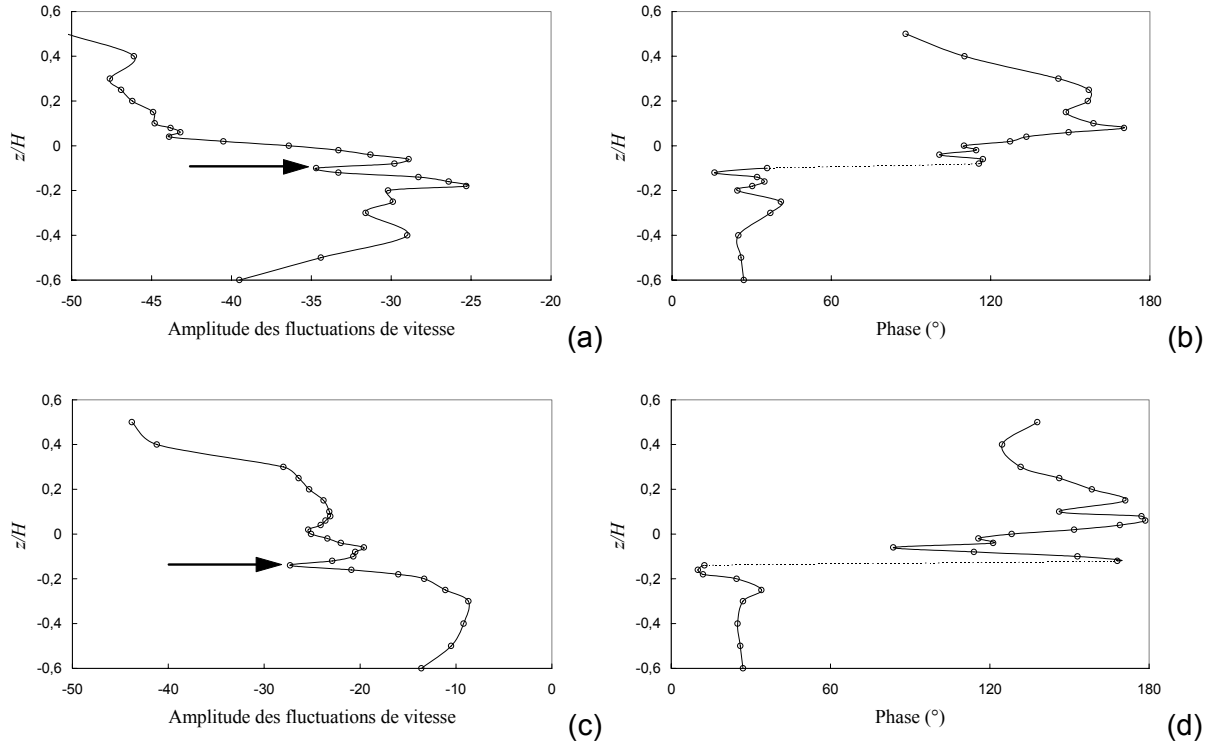 0,6
0,4
0,2
0
-0,2
-0,4
-0,6
z/H
-50 -45 -40 -35 -30 -25 -20
Amplitude des fluctuations de vitesse
(a)
0,6
0,4
0,2
0
-0,2
-0,4
-0,6
z/H
0 60 120 180
Phase (°)
(b)
0,6
0,4
0,2
0
-0,2
-0,4
-0,6
z/H
-50 -40 -30 -20 -10 0
Amplitude des fluctuations de vitesse
(c)
0,6
0,4
0,2
0
-0,2
-0,4
-0,6
z/H
0 60 120 180
Phase (°)
(d)